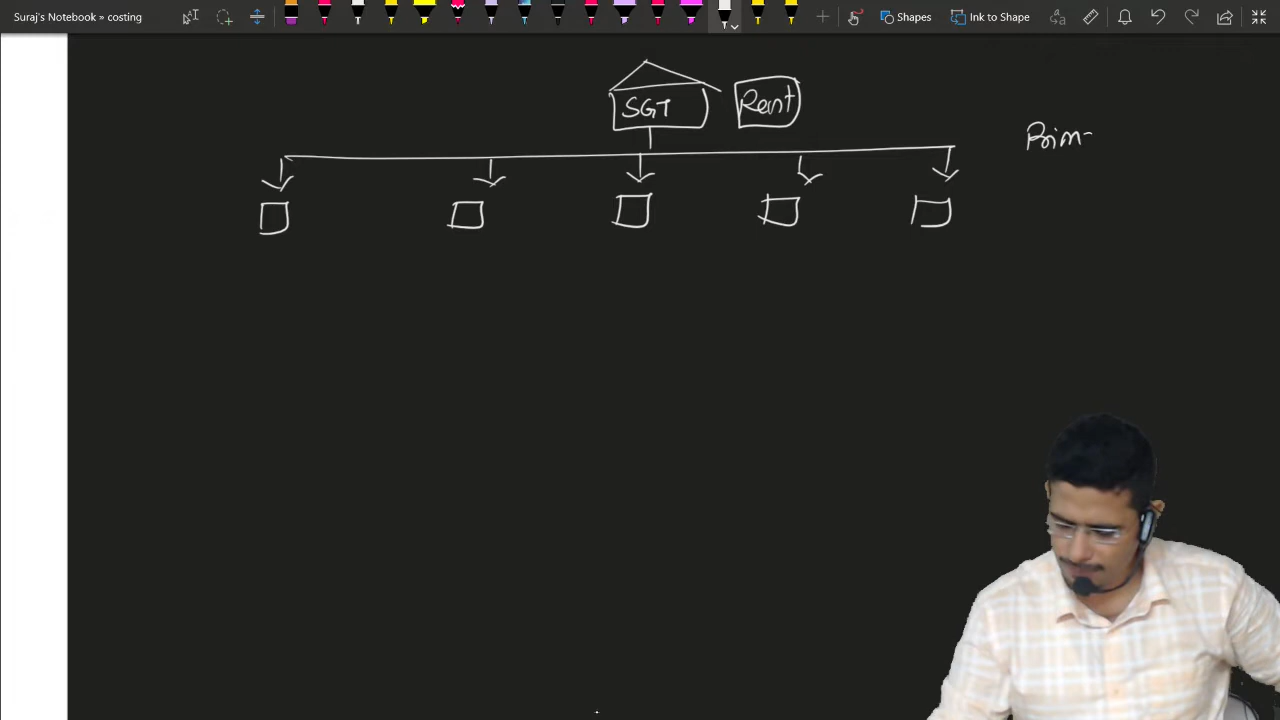 Suraj's Notebook » costing
Shapes
Ink to Shape
SGT
Rent
Prim